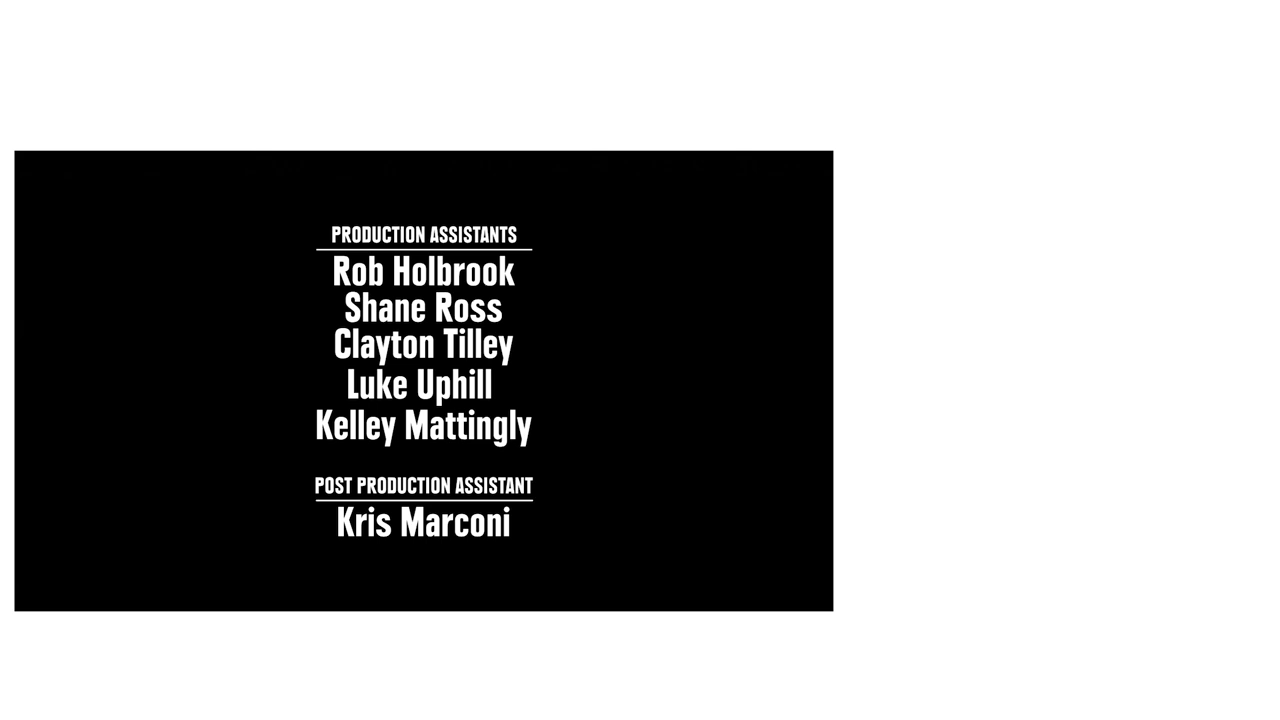 PRODUCTION ASSISTANTS
Rob Holbrook
Shane Ross
Clayton Tilley
Luke Uphill
Kelley Mattingly
POST PRODUCTION ASSISTANT
Kris Marconi